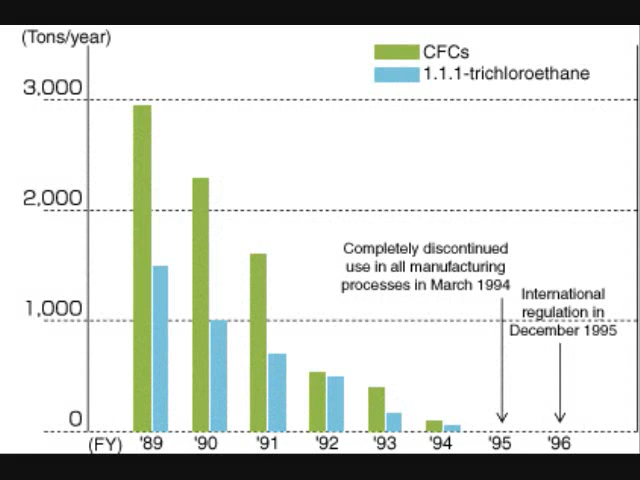 (Tons/year)
CFCs
1.1.1-trichloroethane
3,000
2,000
1,000
0
Completely discontinued
use in all manufacturing
processes in March 1994
International
regulation in
December 1995
(FY) '89 '90 '91 '92 '93 '94 '95 '96